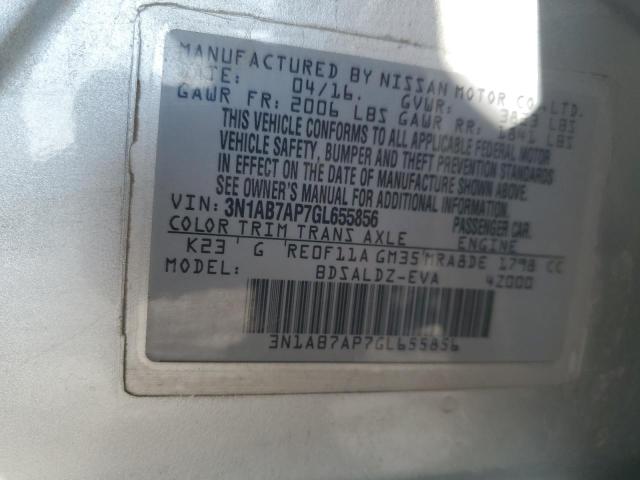 MANUFACTURED BY NISSAN MOTOR CO.,LTD.
DATE: 04/16. GVWR: LBS
GAWR FR: 2006 LBS GAWR RR: LBS
THIS VEHICLE CONFORMS TO ALL APPLICABLE FEDERAL MOTOR
VEHICLE SAFETY, BUMPER AND THEFT PREVENTION STANDARDS
IN EFFECT ON THE DATE OF MANUFACTURE SHOWN ABOVE.
SEE OWNER'S MANUAL FOR ADDITIONAL INFORMATION.
VIN: 3N1AB7AP7GL655856 PASSENGER CAR.
COLOR TRIM TRANS AXLE ENGINE
K23 G RE0F11A GM35 MRA8DE 1798 CC
MODEL: BDSALDZ-EVA 42000
3N1AB7AP7GL655856